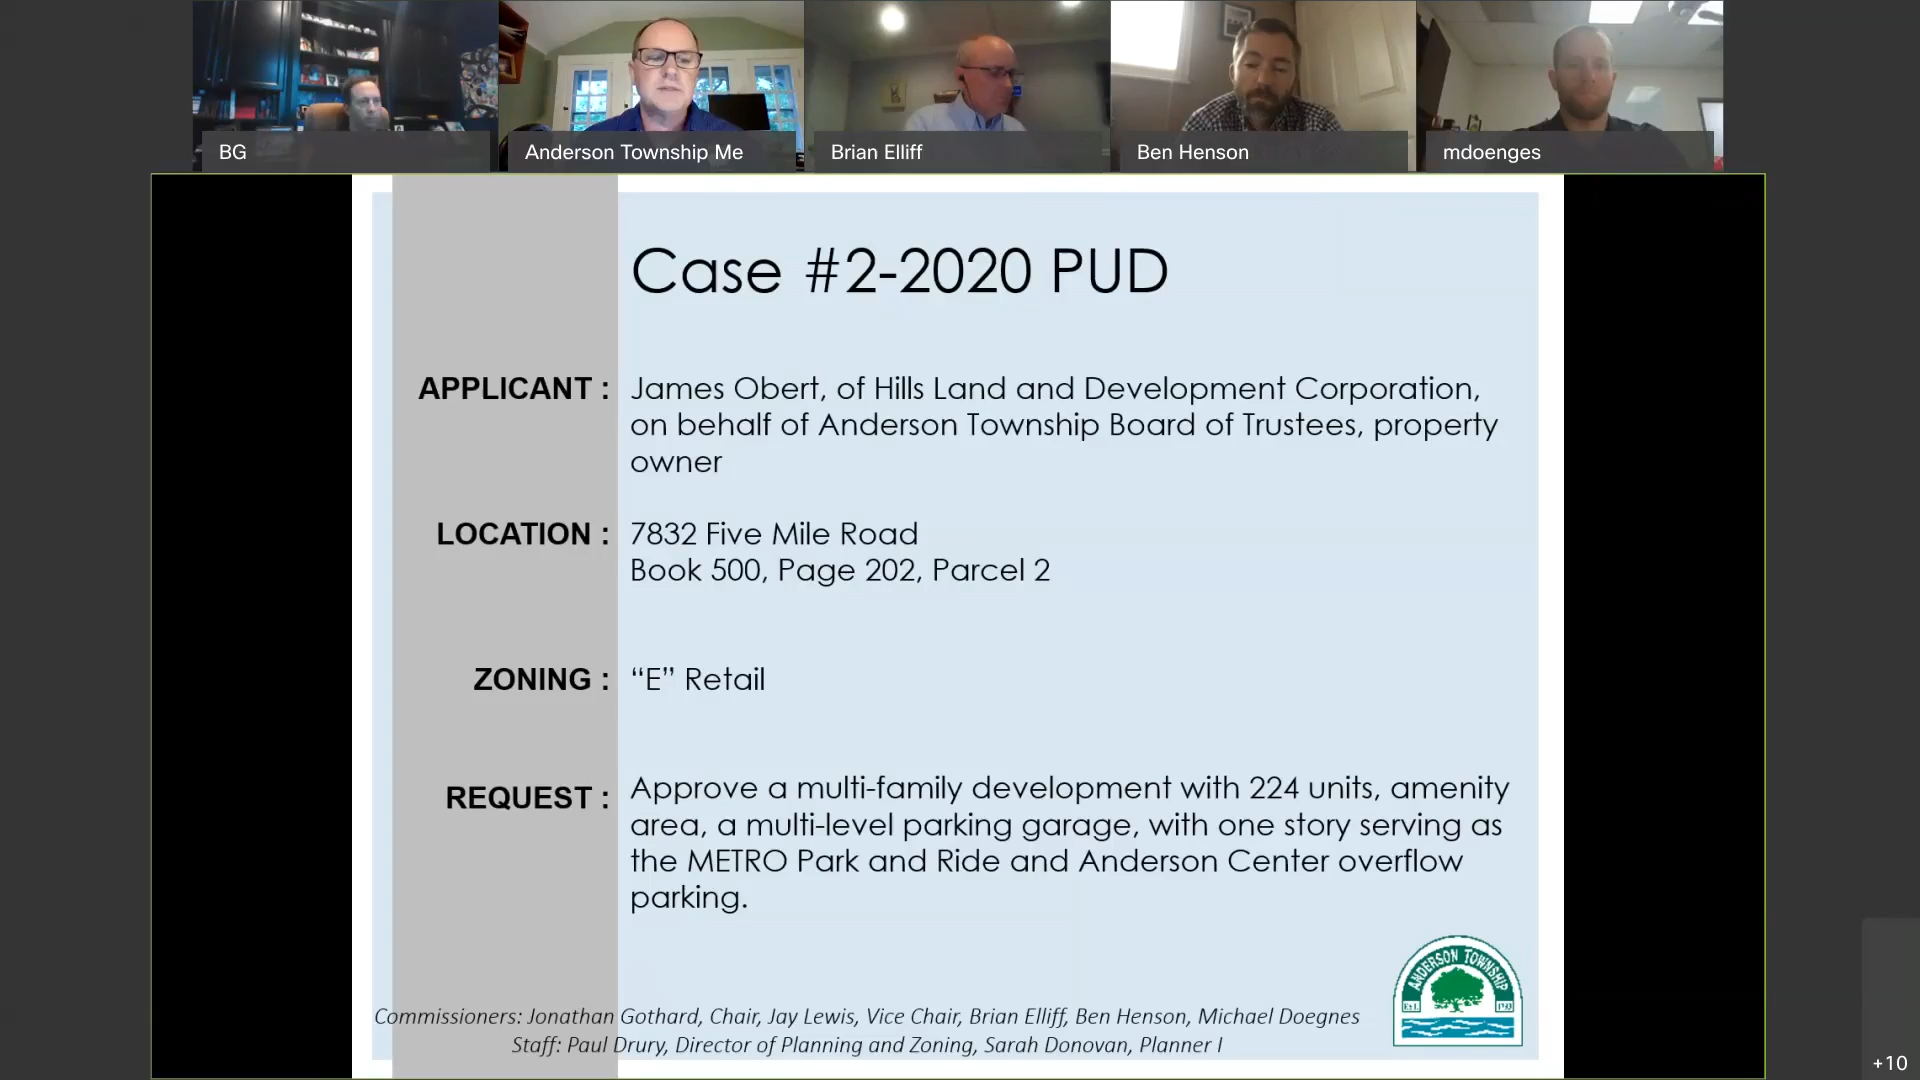 BG
Anderson Township Me
Brian Elliff
Ben Henson
mdoenges
Case #2-2020 PUD
APPLICANT : James Obert, of Hills Land and Development Corporation,
on behalf of Anderson Township Board of Trustees, property
owner
LOCATION : 7832 Five Mile Road
Book 500, Page 202, Parcel 2
ZONING : “E” Retail
REQUEST : Approve a multi-family development with 224 units, amenity
area, a multi-level parking garage, with one story serving as
the METRO Park and Ride and Anderson Center overflow
parking.
ANDERSON TOWNSHIP
Est. 1793
Commissioners: Jonathan Gothard, Chair, Jay Lewis, Vice Chair, Brian Elliff, Ben Henson, Michael Doegnes
Staff: Paul Drury, Director of Planning and Zoning, Sarah Donovan, Planner I
+10